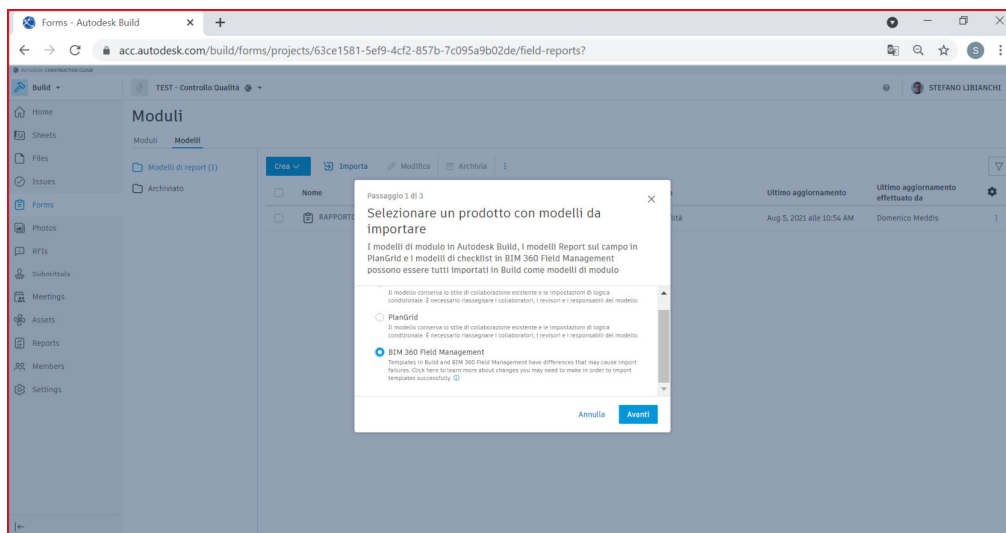 Forms - Autodesk Build
acc.autodesk.com/build/forms/projects/63ce1581-5ef9-4cf2-857b-7c095a9b02de/field-reports?
S
AUTODESK CONSTRUCTION CLOUD
Build
TEST - Controllo Qualità
STEFANO LIBIANCHI
Home
Sheets
Files
Issues
Forms
Photos
RFIs
Submittals
Meetings
Assets
Reports
Members
Settings
Moduli
Moduli Modelli
Modelli di report (1)
Archiviato
Crea Importa Modifica Archivia
Nome Ultimo aggiornamento Ultimo aggiornamento effettuato da
RAPPORTO lità Aug 5, 2021 alle 10:54 AM Domenico Meddis
Passaggio 1 di 3
Selezionare un prodotto con modelli da
importare
I modelli di modulo in Autodesk Build, i modelli Report sul campo in
PlanGrid e i modelli di checklist in BIM 360 Field Management
possono essere tutti importati in Build come modelli di modulo
Il modello conserva lo stile di collaborazione esistente e le impostazioni di logica
condizionale. È necessario riassegnare i collaboratori, i revisori e i responsabili del modello.
PlanGrid
Il modello conserva lo stile di collaborazione esistente e le impostazioni di logica
condizionale. È necessario riassegnare i collaboratori, i revisori e i responsabili del modello.
BIM 360 Field Management
Templates in Build and BIM 360 Field Management have differences that may cause import
failures. Click here to learn more about changes you may need to make in order to import
templates successfully.
Annulla Avanti